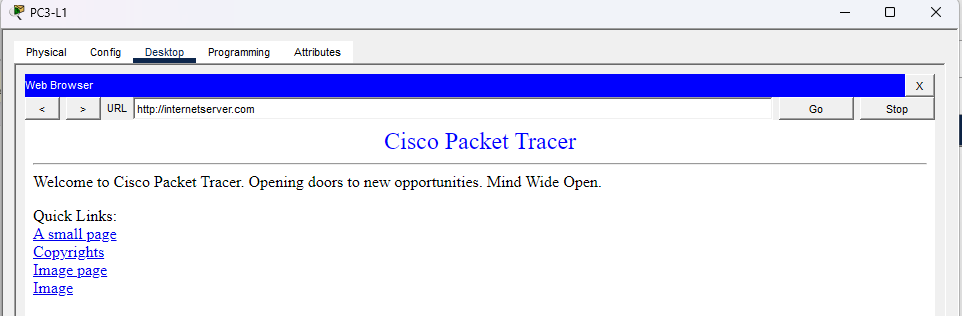 PC3-L1
Physical Config Desktop Programming Attributes
Web Browser X
< > URL http://internetserver.com Go Stop
Cisco Packet Tracer
Welcome to Cisco Packet Tracer. Opening doors to new opportunities. Mind Wide Open.
Quick Links:
A small page
Copyrights
Image page
Image